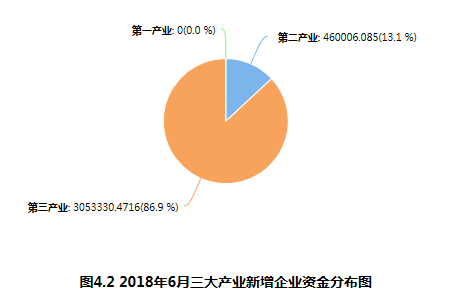 第一产业: 0(0.0 %)
第二产业: 460006.085(13.1 %)
第三产业: 3053330.4716(86.9 %)
图4.2 2018年6月三大产业新增企业资金分布图